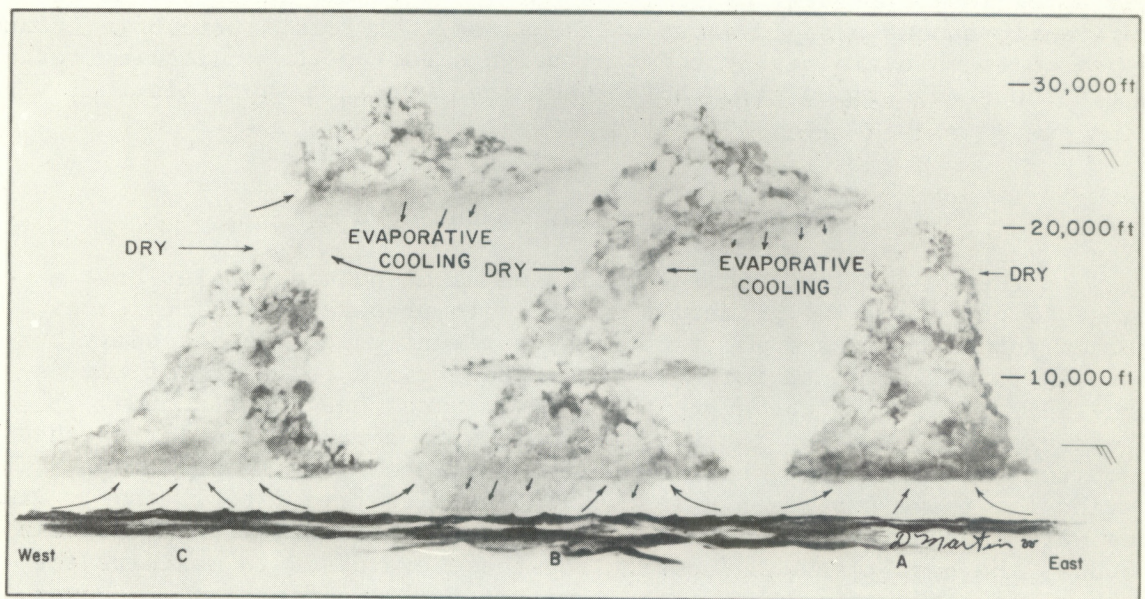 30,000 ft
DRY
EVAPORATIVE
COOLING
20,000 ft
DRY
EVAPORATIVE
COOLING
DRY
10,000 ft
West
C
B
D Martin
A
East